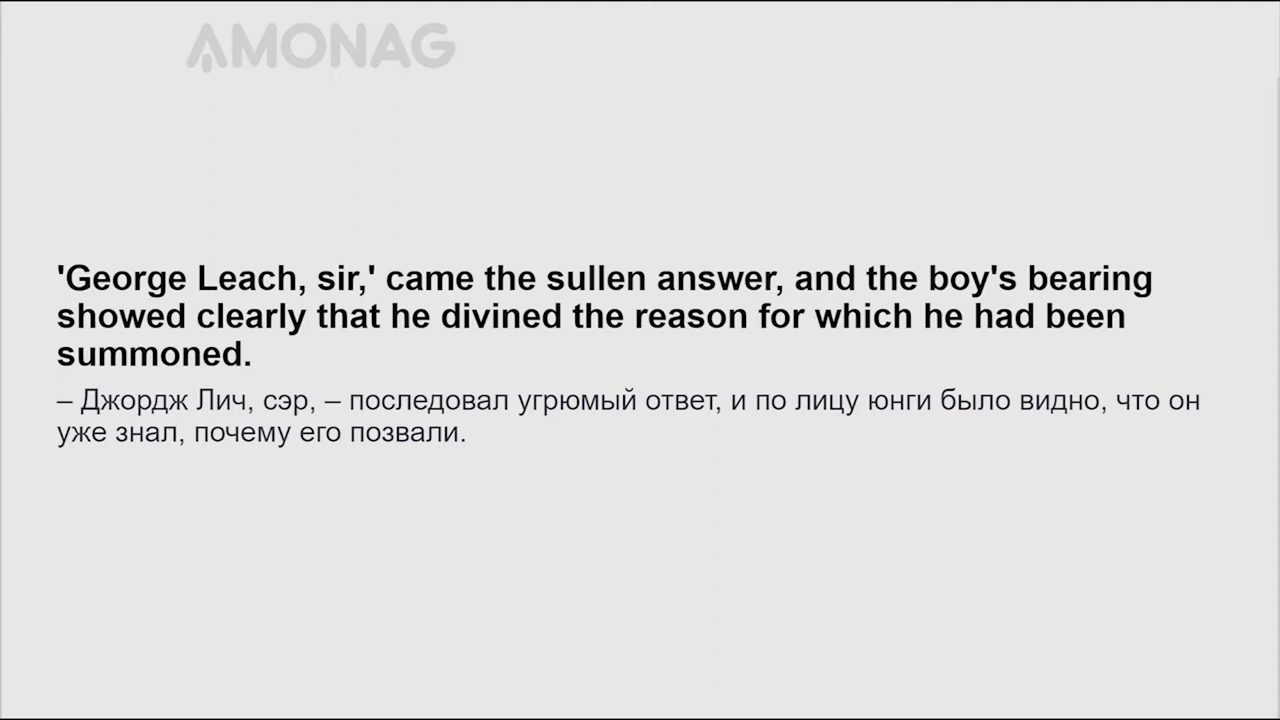 AMONAG
'George Leach, sir,' came the sullen answer, and the boy's bearing
showed clearly that he divined the reason for which he had been
summoned.
– Джордж Лич, сэр, – последовал угрюмый ответ, и по лицу юнги было видно, что он
уже знал, почему его позвали.